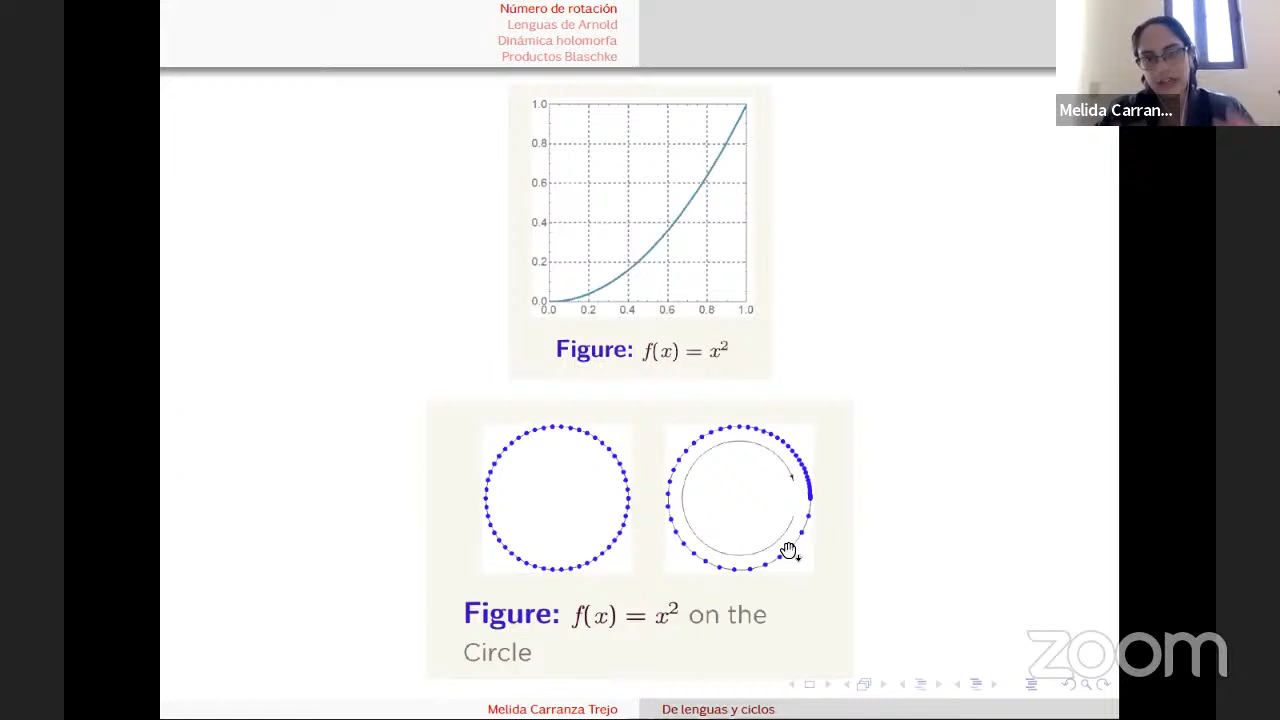 Número de rotación
Lenguas de Arnold
Dinámica holomorfa
Productos Blaschke
Melida Carran...
1.0
0.8
0.6
0.4
0.2
0.0
0.0 0.2 0.4 0.6 0.8 1.0
Figure: f(x) = x²
Figure: f(x) = x² on the
Circle
zoom
Melida Carranza Trejo De lenguas y ciclos